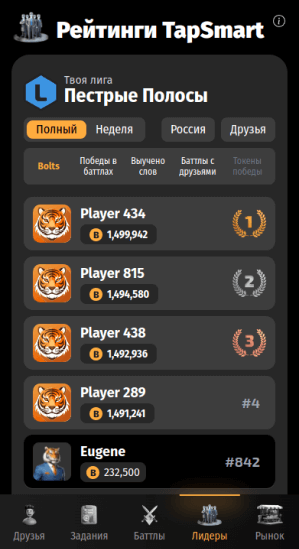 Рейтинги TapSmart
i
L
Твоя лига
Пестрые Полосы
Полный Неделя Россия Друзья
Bolts Победы в баттлах Выучено слов Баттлы с друзьями Токены победы
Player 434
B 1,499,942
1
Player 815
B 1,494,580
2
Player 438
B 1,492,936
3
Player 289
B 1,491,241
#4
Eugene
B 232,500
#842
Друзья Задания Баттлы Лидеры Рынок